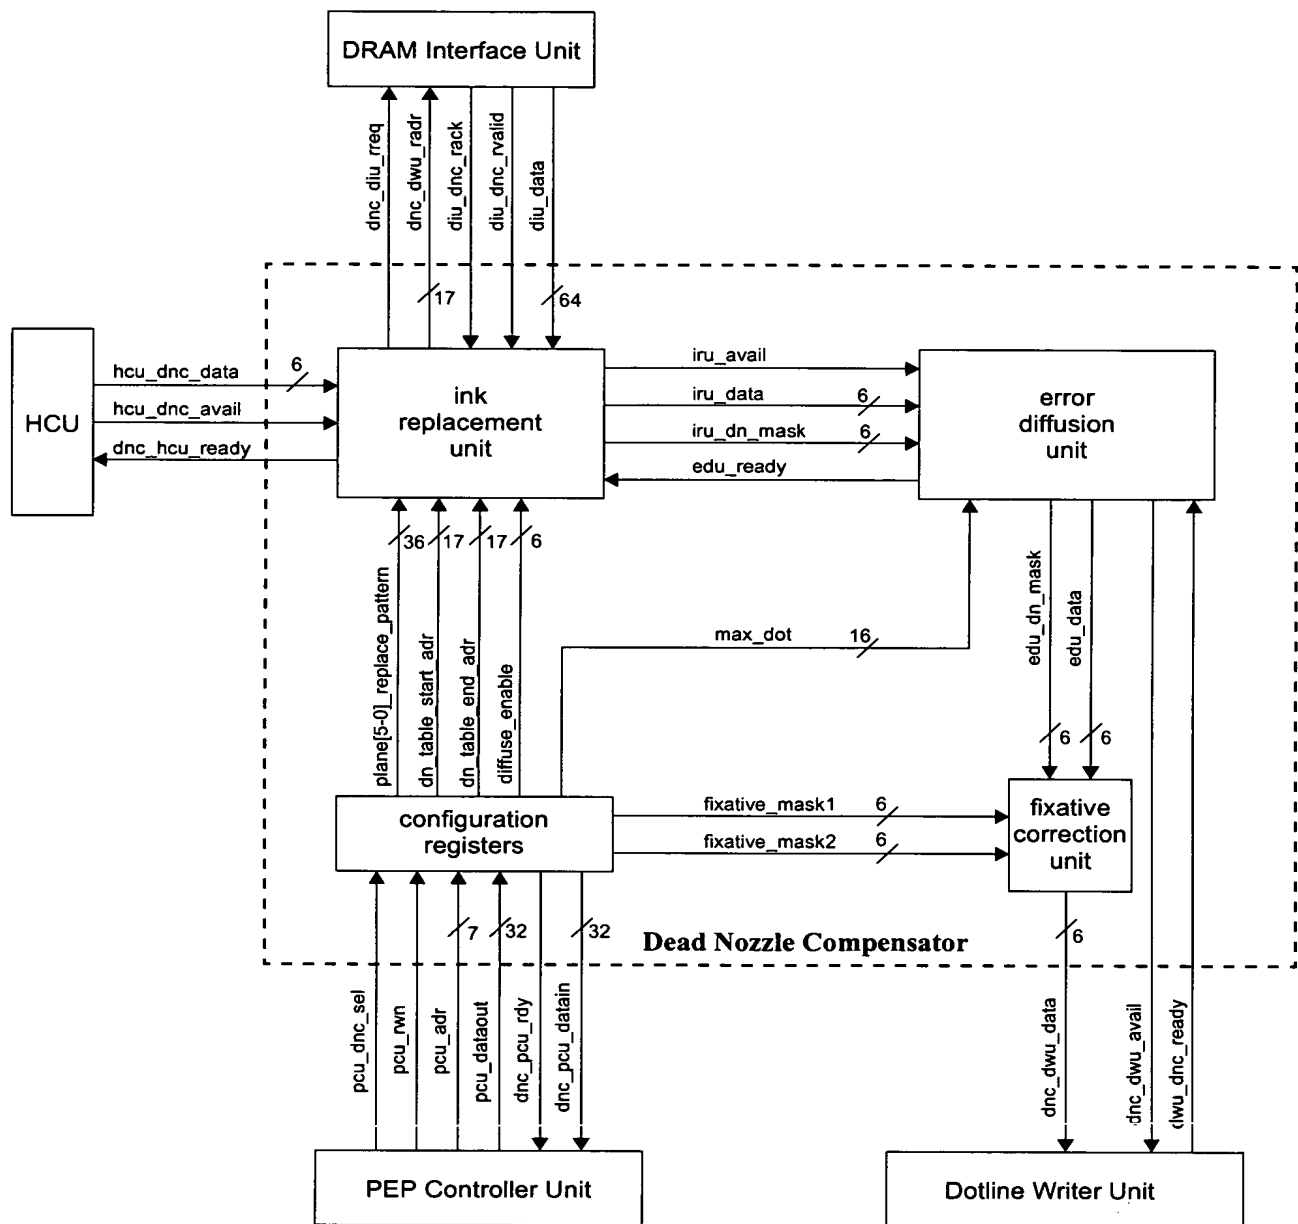 DRAM Interface Unit
dnc_diu_rreq
dnc_dwu_radr
diu_dnc_rack
diu_dnc_rvalid
diu_data
17
64
HCU
hcu_dnc_data
6
hcu_dnc_avail
dnc_hcu_ready
ink
replacement
unit
iru_avail
iru_data
6
iru_dn_mask
6
edu_ready
error
diffusion
unit
36
17
17
6
plane[5-0]_replace_pattern
dn_table_start_adr
dn_table_end_adr
diffuse_enable
max_dot
16
edu_dn_mask
edu_data
6
6
configuration
registers
fixative_mask1
6
fixative_mask2
6
fixative
correction
unit
7
32
32
6
Dead Nozzle Compensator
pcu_dnc_sel
pcu_rwn
pcu_adr
pcu_dataout
dnc_pcu_rdy
dnc_pcu_datain
dnc_dwu_data
dnc_dwu_avail
dwu_dnc_ready
PEP Controller Unit
Dotline Writer Unit